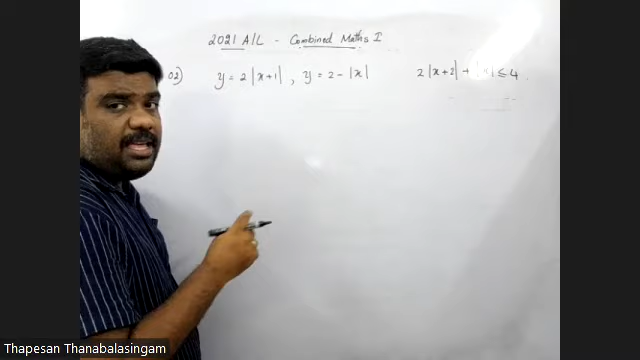 2021 A/L - Combined Maths I
02) y = 2 |x+1| , y = 2 - |x| 2 |x+2| + | | ≤ 4
Thapesan Thanabalasingam